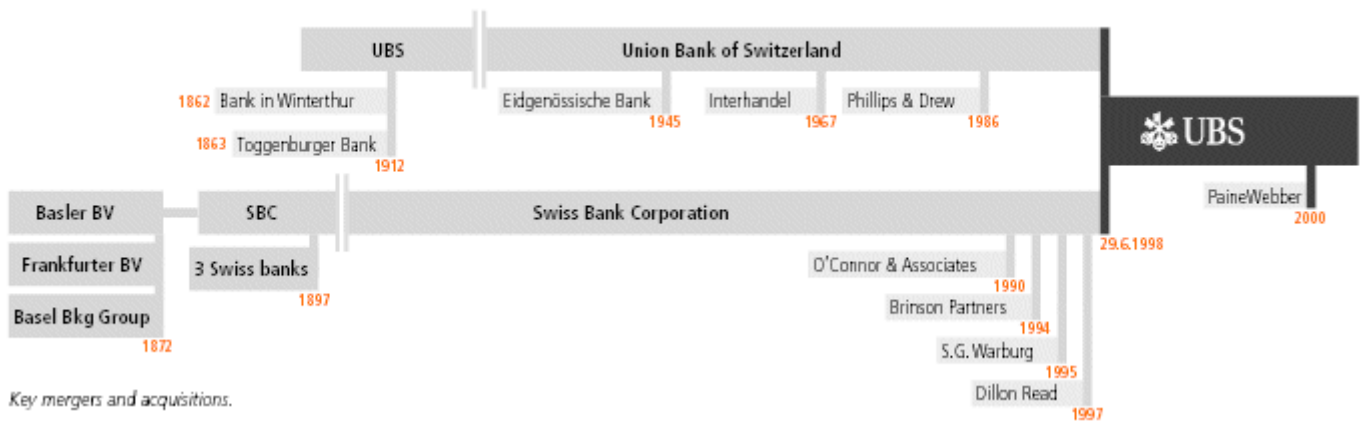 UBS
Union Bank of Switzerland
1862 Bank in Winterthur
Eidgenössische Bank
1945
Interhandel
1967
Phillips & Drew
1986
1863 Toggenburger Bank
1912
UBS
PaineWebber
2000
Basler BV
SBC
Swiss Bank Corporation
29.6.1998
Frankfurter BV
3 Swiss banks
1897
Basel Bkg Group
1872
O'Connor & Associates
1990
Brinson Partners
1994
S.G. Warburg
1995
Dillon Read
1997
Key mergers and acquisitions.